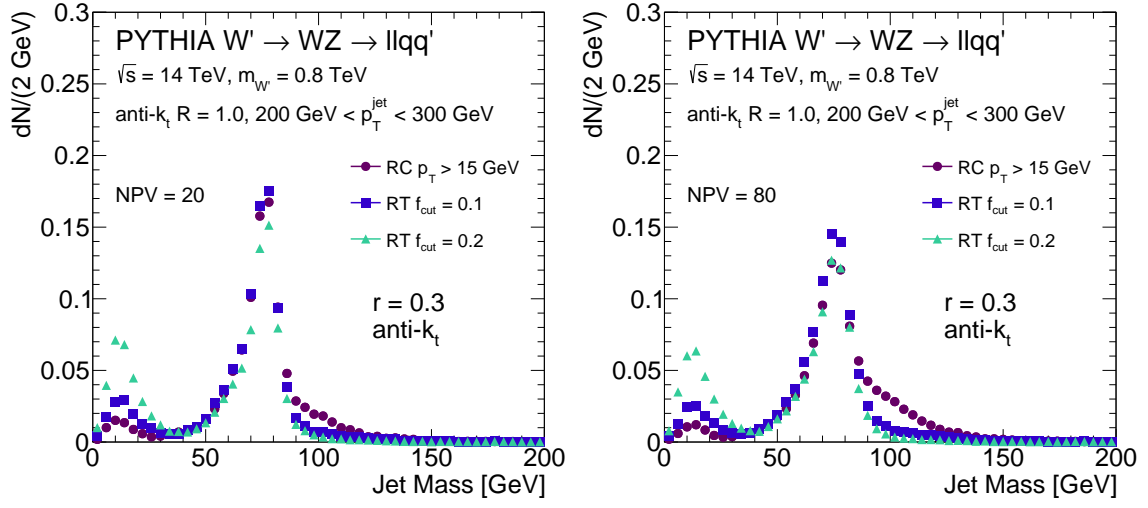 dN/(2 GeV)
0.3
0.25
0.2
0.15
0.1
0.05
0
PYTHIA W' → WZ → llqq'
√s = 14 TeV, m_W' = 0.8 TeV
anti-k_t R = 1.0, 200 GeV < p_T^jet < 300 GeV
NPV = 20
RC p_T > 15 GeV
RT f_cut = 0.1
RT f_cut = 0.2
r = 0.3
anti-k_t
0 50 100 150 200
Jet Mass [GeV]
dN/(2 GeV)
0.3
0.25
0.2
0.15
0.1
0.05
0
PYTHIA W' → WZ → llqq'
√s = 14 TeV, m_W' = 0.8 TeV
anti-k_t R = 1.0, 200 GeV < p_T^jet < 300 GeV
NPV = 80
RC p_T > 15 GeV
RT f_cut = 0.1
RT f_cut = 0.2
r = 0.3
anti-k_t
0 50 100 150 200
Jet Mass [GeV]